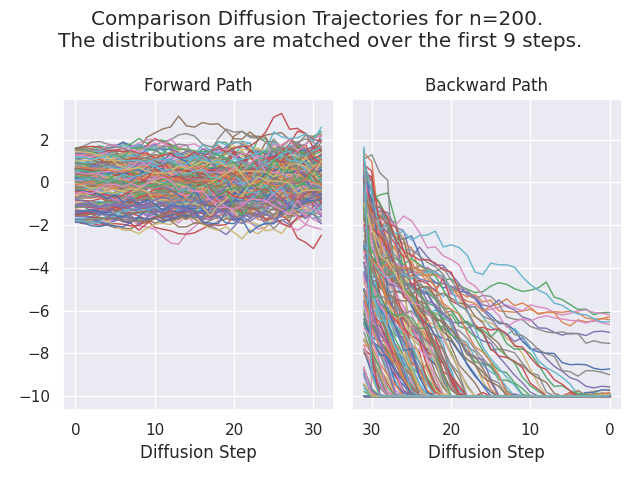 Comparison Diffusion Trajectories for n=200.
The distributions are matched over the first 9 steps.
Forward Path
Backward Path
2
0
−2
−4
−6
−8
−10
0
10
20
30
30
20
10
0
Diffusion Step
Diffusion Step